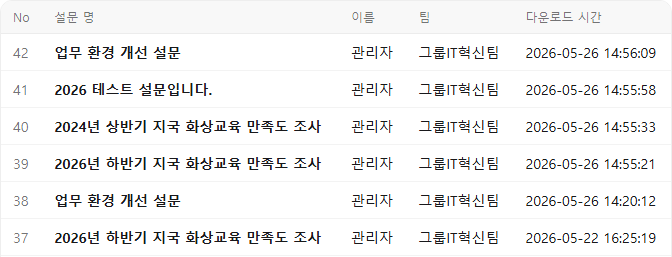 No 설문 명 이름 팀 다운로드 시간
42 업무 환경 개선 설문 관리자 그룹IT혁신팀 2026-05-26 14:56:09
41 2026 테스트 설문입니다. 관리자 그룹IT혁신팀 2026-05-26 14:55:58
40 2024년 상반기 지국 화상교육 만족도 조사 관리자 그룹IT혁신팀 2026-05-26 14:55:33
39 2026년 하반기 지국 화상교육 만족도 조사 관리자 그룹IT혁신팀 2026-05-26 14:55:21
38 업무 환경 개선 설문 관리자 그룹IT혁신팀 2026-05-26 14:20:12
37 2026년 하반기 지국 화상교육 만족도 조사 관리자 그룹IT혁신팀 2026-05-22 16:25:19